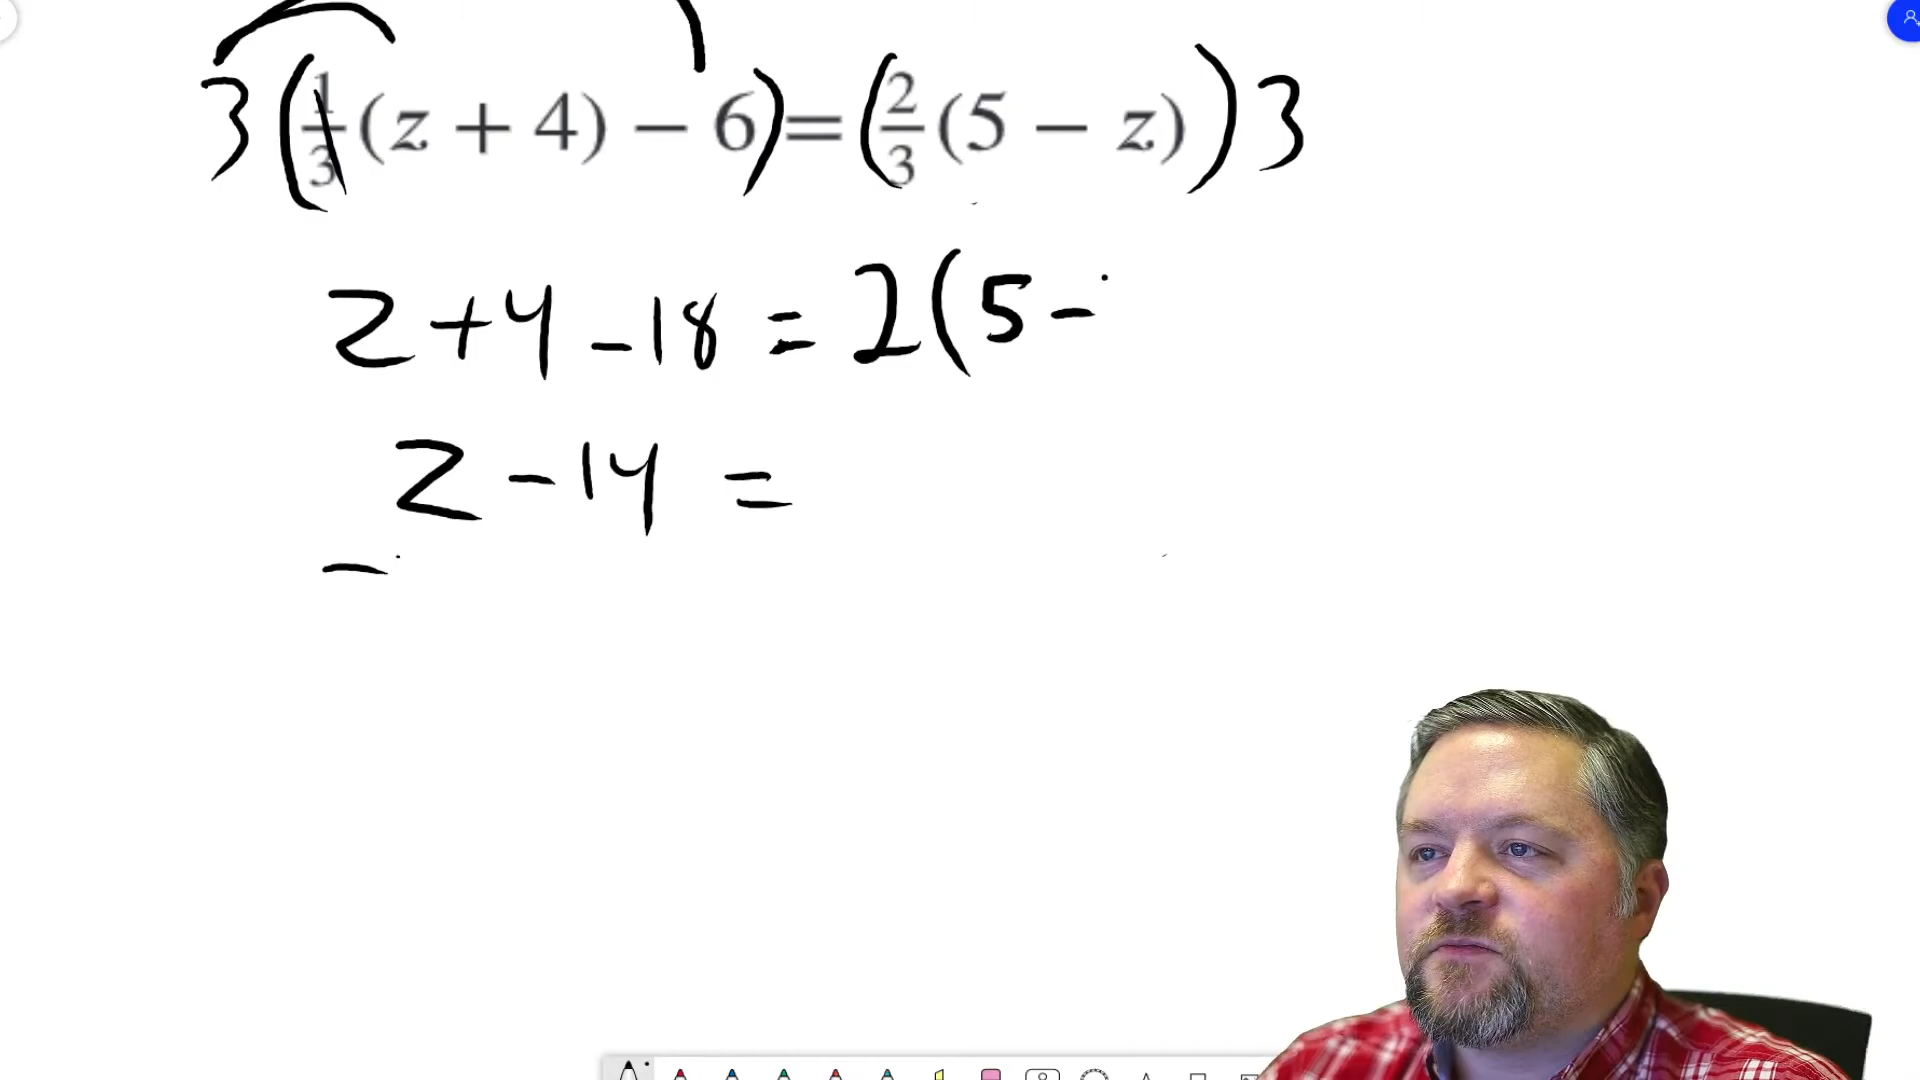 3(1/3(z + 4) − 6) = (2/3(5 − z))3
z + 4 − 18 = 2(5 −
z − 14 =
−